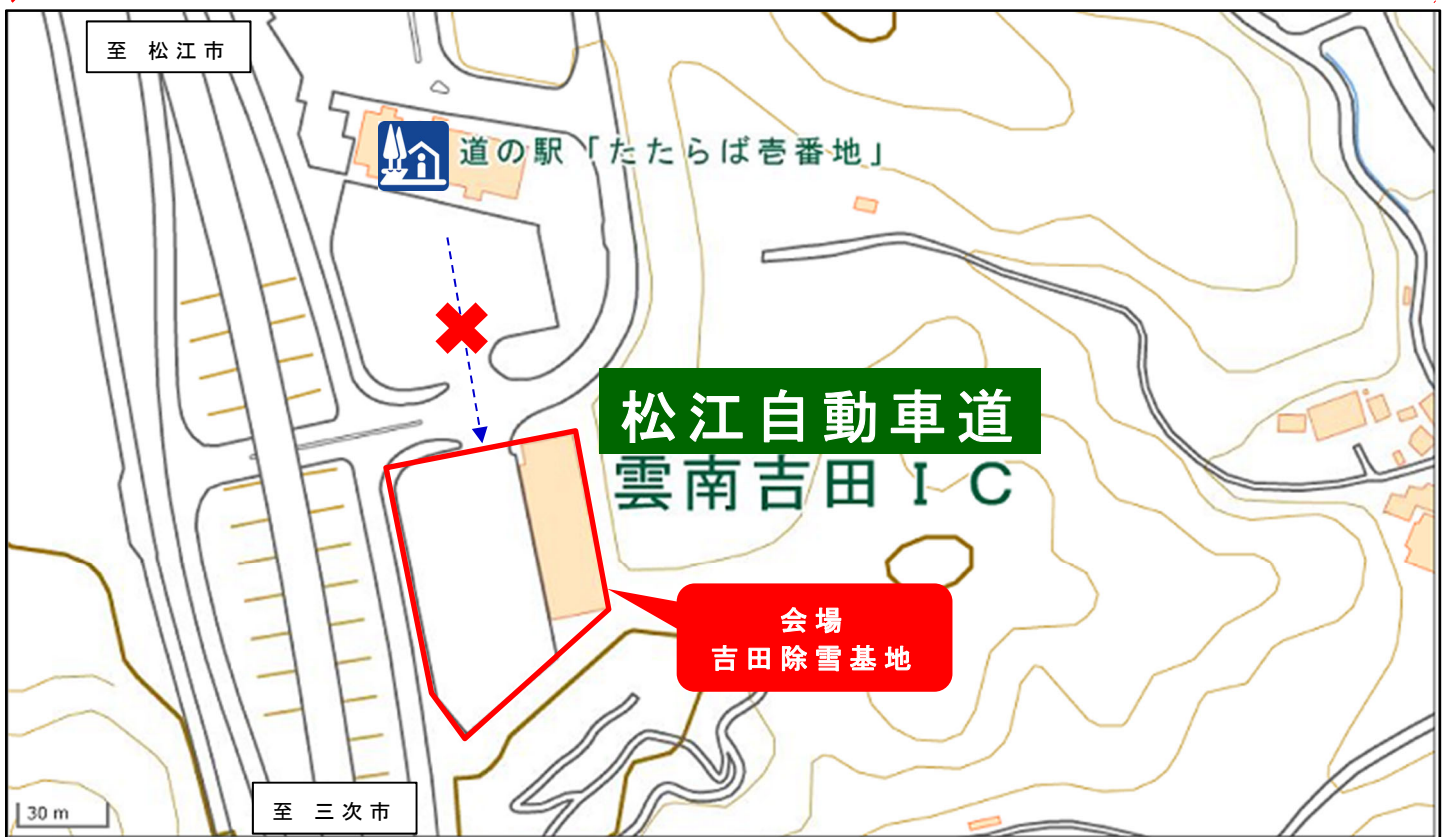 至 松江市
道の駅「たたらば壱番地」
松江自動車道
雲南吉田IC
会場
吉田除雪基地
30 m
至 三次市